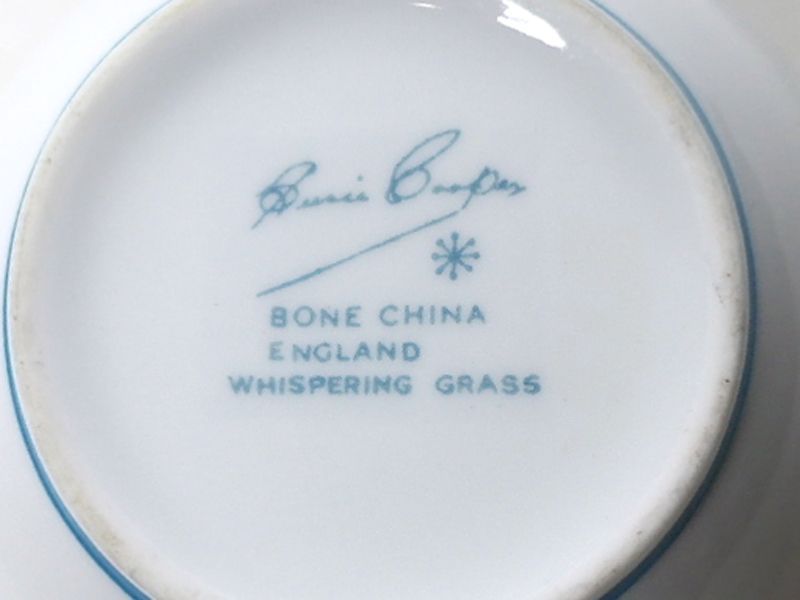 Susie Cooper
BONE CHINA
ENGLAND
WHISPERING GRASS